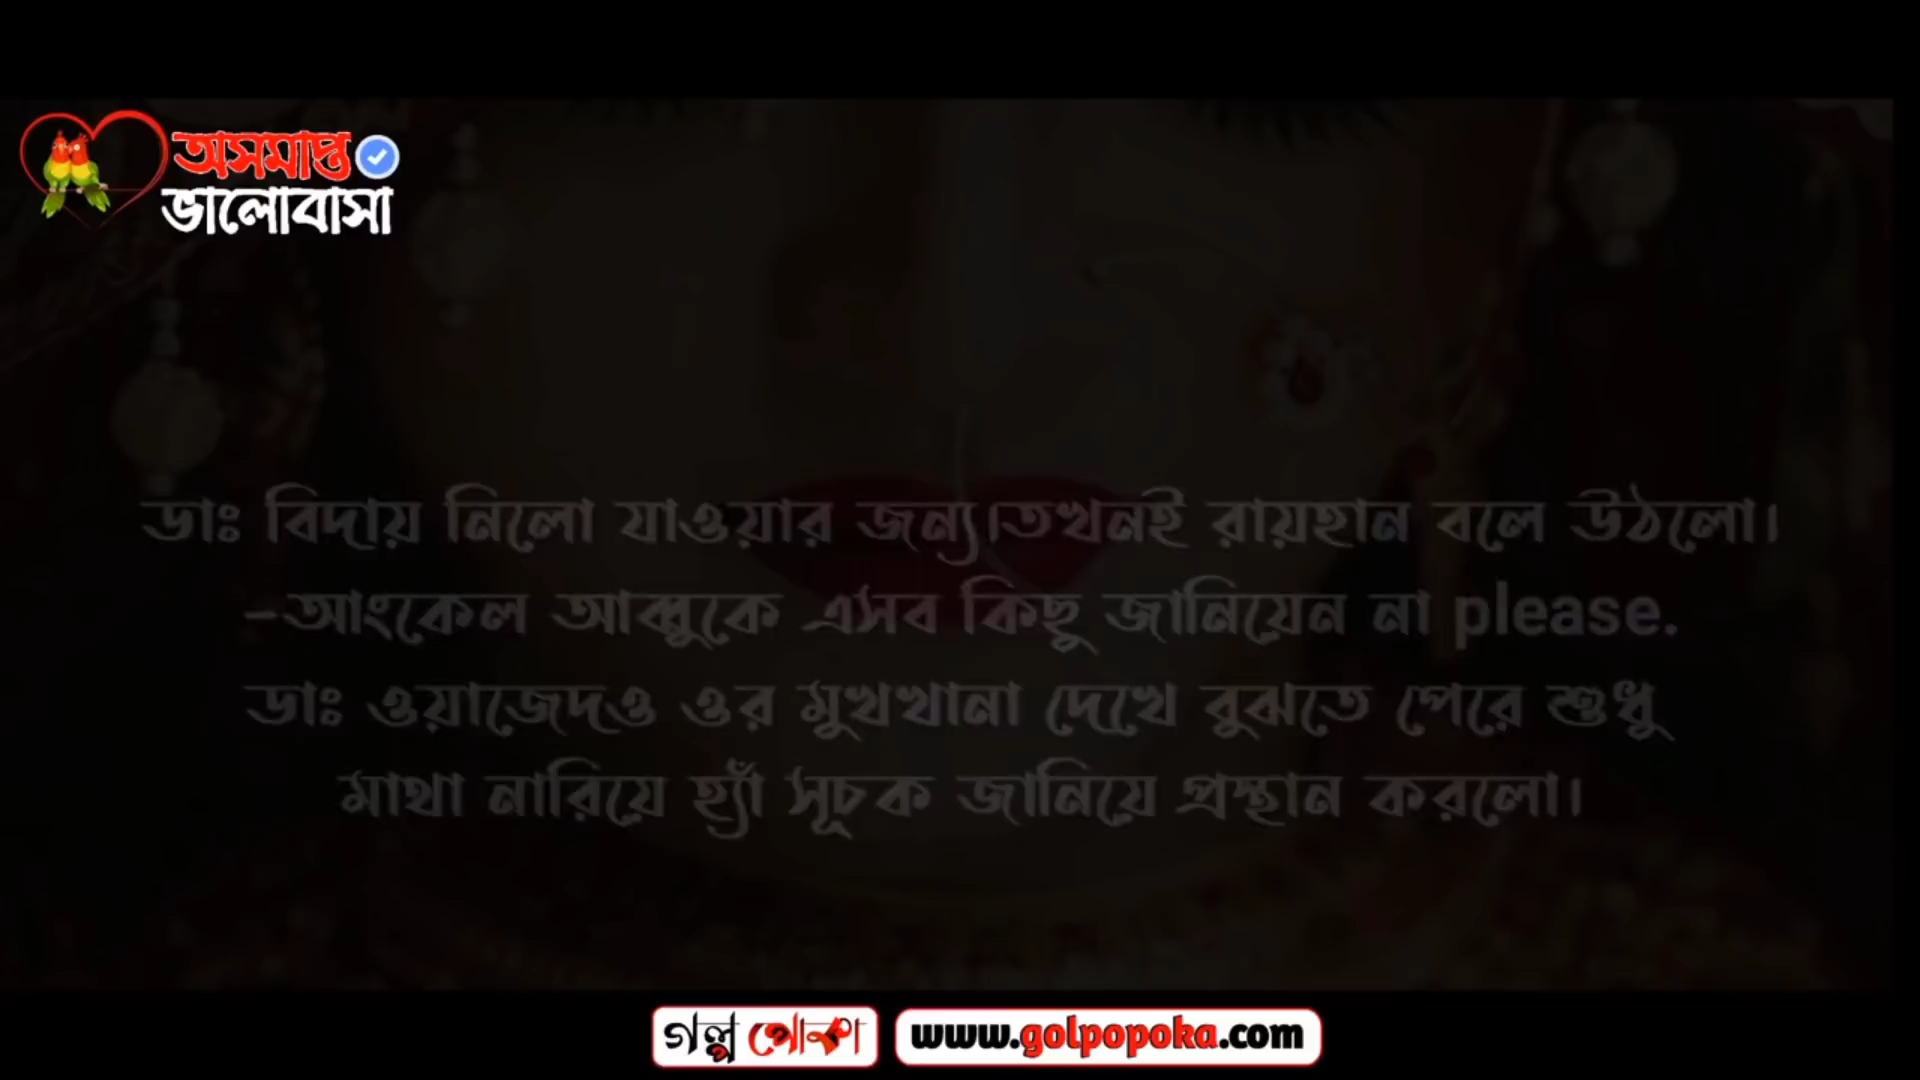 অসমাপ্ত
ভালোবাসা
ডাঃ বিদায় নিলো যাওয়ার জন্য।তখনই রায়হান বলে উঠলো।
-আংকেল আব্বুকে এসব কিছু জানিয়েন না please.
ডাঃ ওয়াজেদও ওর মুখখানা দেখে বুঝতে পেরে শুধু
মাথা নারিয়ে হ্যাঁ সূচক জানিয়ে প্রস্থান করলো।
গল্প পোকা www.golpopoka.com